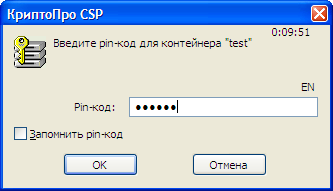 КриптоПро CSP
0:09:51
Введите pin-код для контейнера "test"
EN
Pin-код: ●●●●●●
Запомнить pin-код
OK Отмена